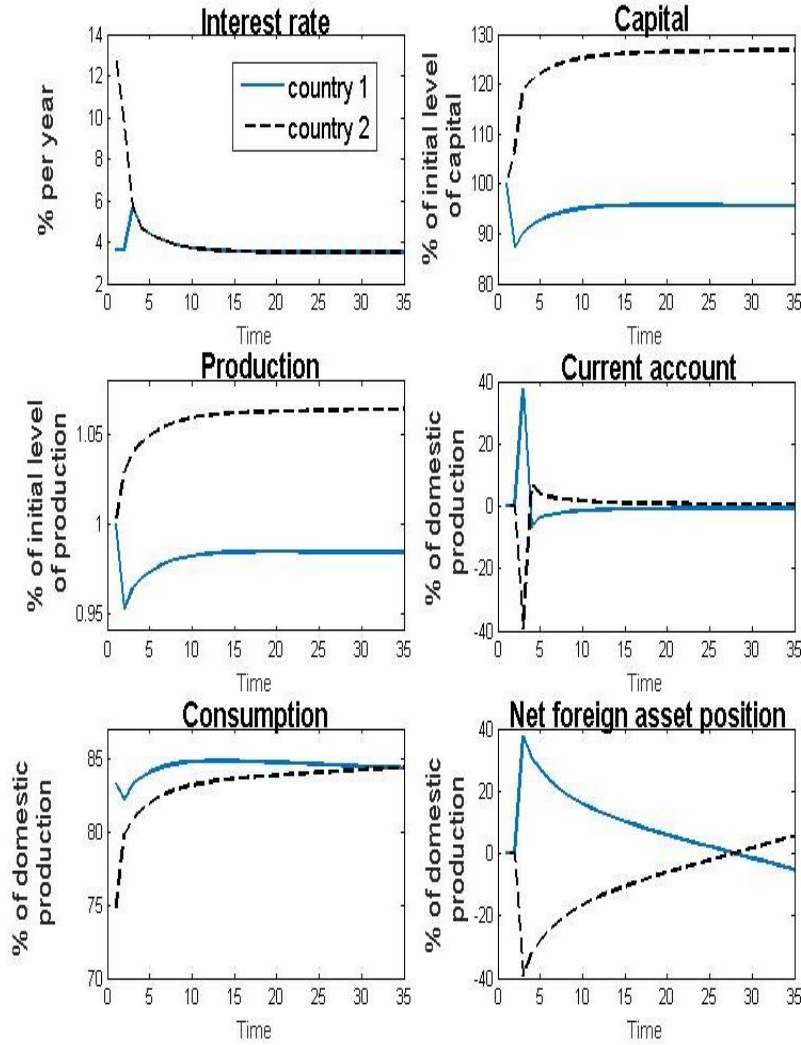 Interest rate
14
12
10
8
6
4
2
% per year
country 1
country 2
0 5 10 15 20 25 30 35
Time
Capital
130
120
110
100
90
80
% of initial level
of capital
0 5 10 15 20 25 30 35
Time
Production
1.05
1
0.95
% of initial level
of production
0 5 10 15 20 25 30 35
Time
Current account
40
20
0
-20
-40
% of domestic
production
0 5 10 15 20 25 30 35
Time
Consumption
85
80
75
70
% of domestic
production
0 5 10 15 20 25 30 35
Time
Net foreign asset position
40
20
0
-20
-40
% of domestic
production
0 5 10 15 20 25 30 35
Time